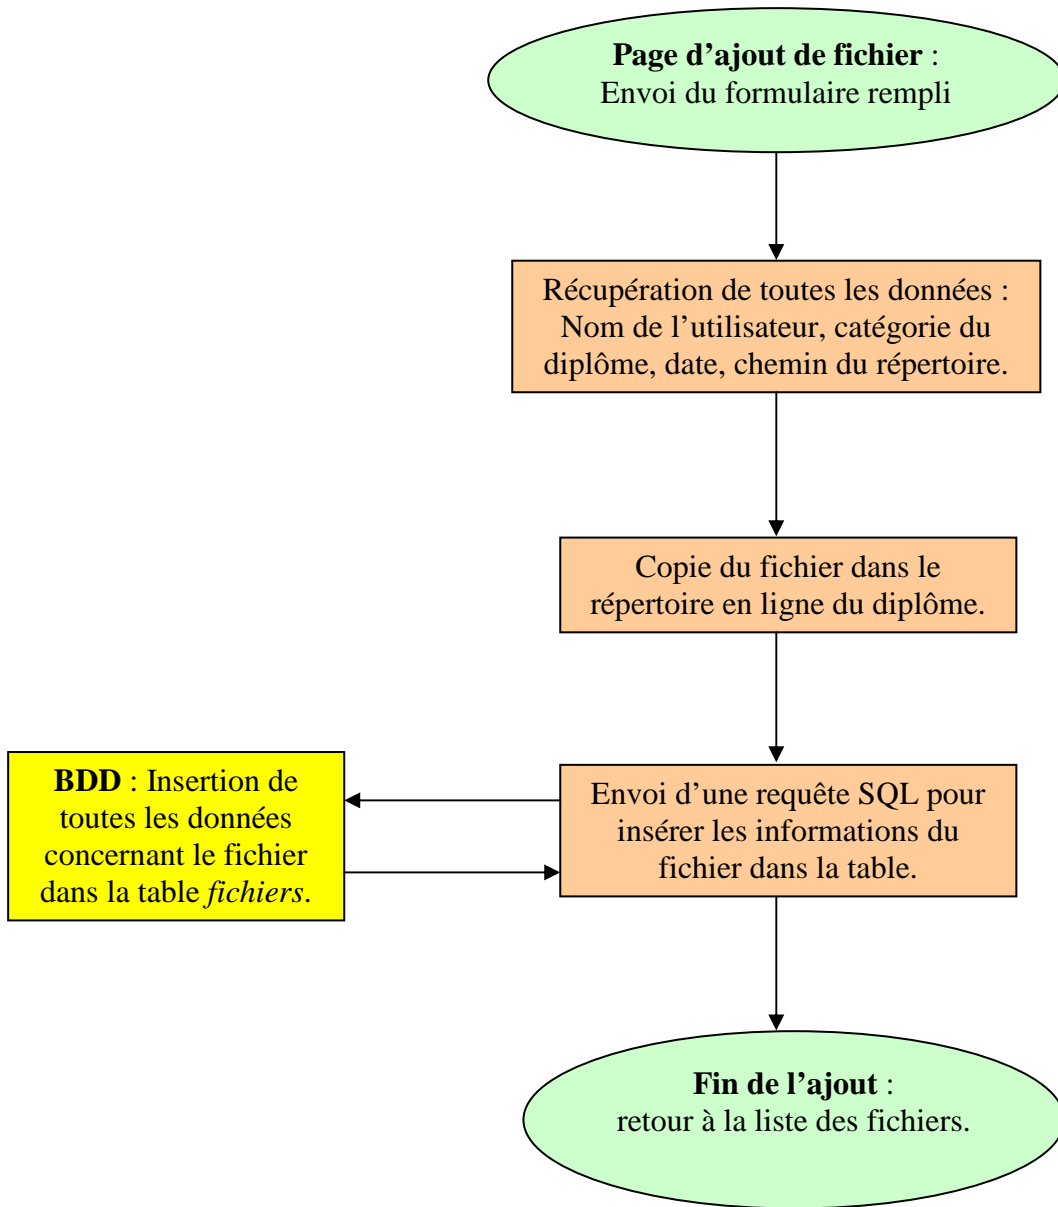 Page d’ajout de fichier :
Envoi du formulaire rempli
Récupération de toutes les données :
Nom de l’utilisateur, catégorie du
diplôme, date, chemin du répertoire.
Copie du fichier dans le
répertoire en ligne du diplôme.
BDD : Insertion de
toutes les données
concernant le fichier
dans la table fichiers.
Envoi d’une requête SQL pour
insérer les informations du
fichier dans la table.
Fin de l’ajout :
retour à la liste des fichiers.